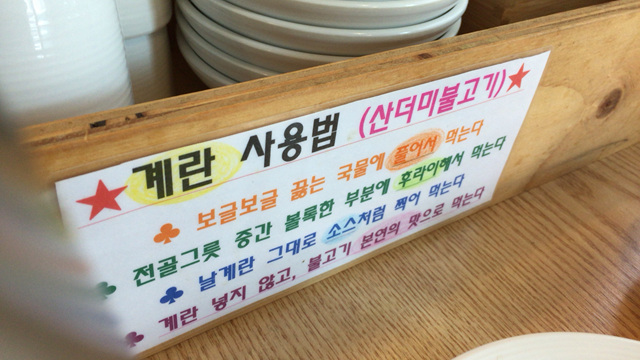 ★ 계란 사용법 (산더미불고기) ★
♣ 보글보글 끓는 국물에 풀어서 먹는다
♣ 전골그릇 중간 볼록한 부분에 후라이해서 먹는다
♣ 날계란 그대로 소스처럼 찍어 먹는다
♣ 계란 넣지 않고, 불고기 본연의 맛으로 먹는다